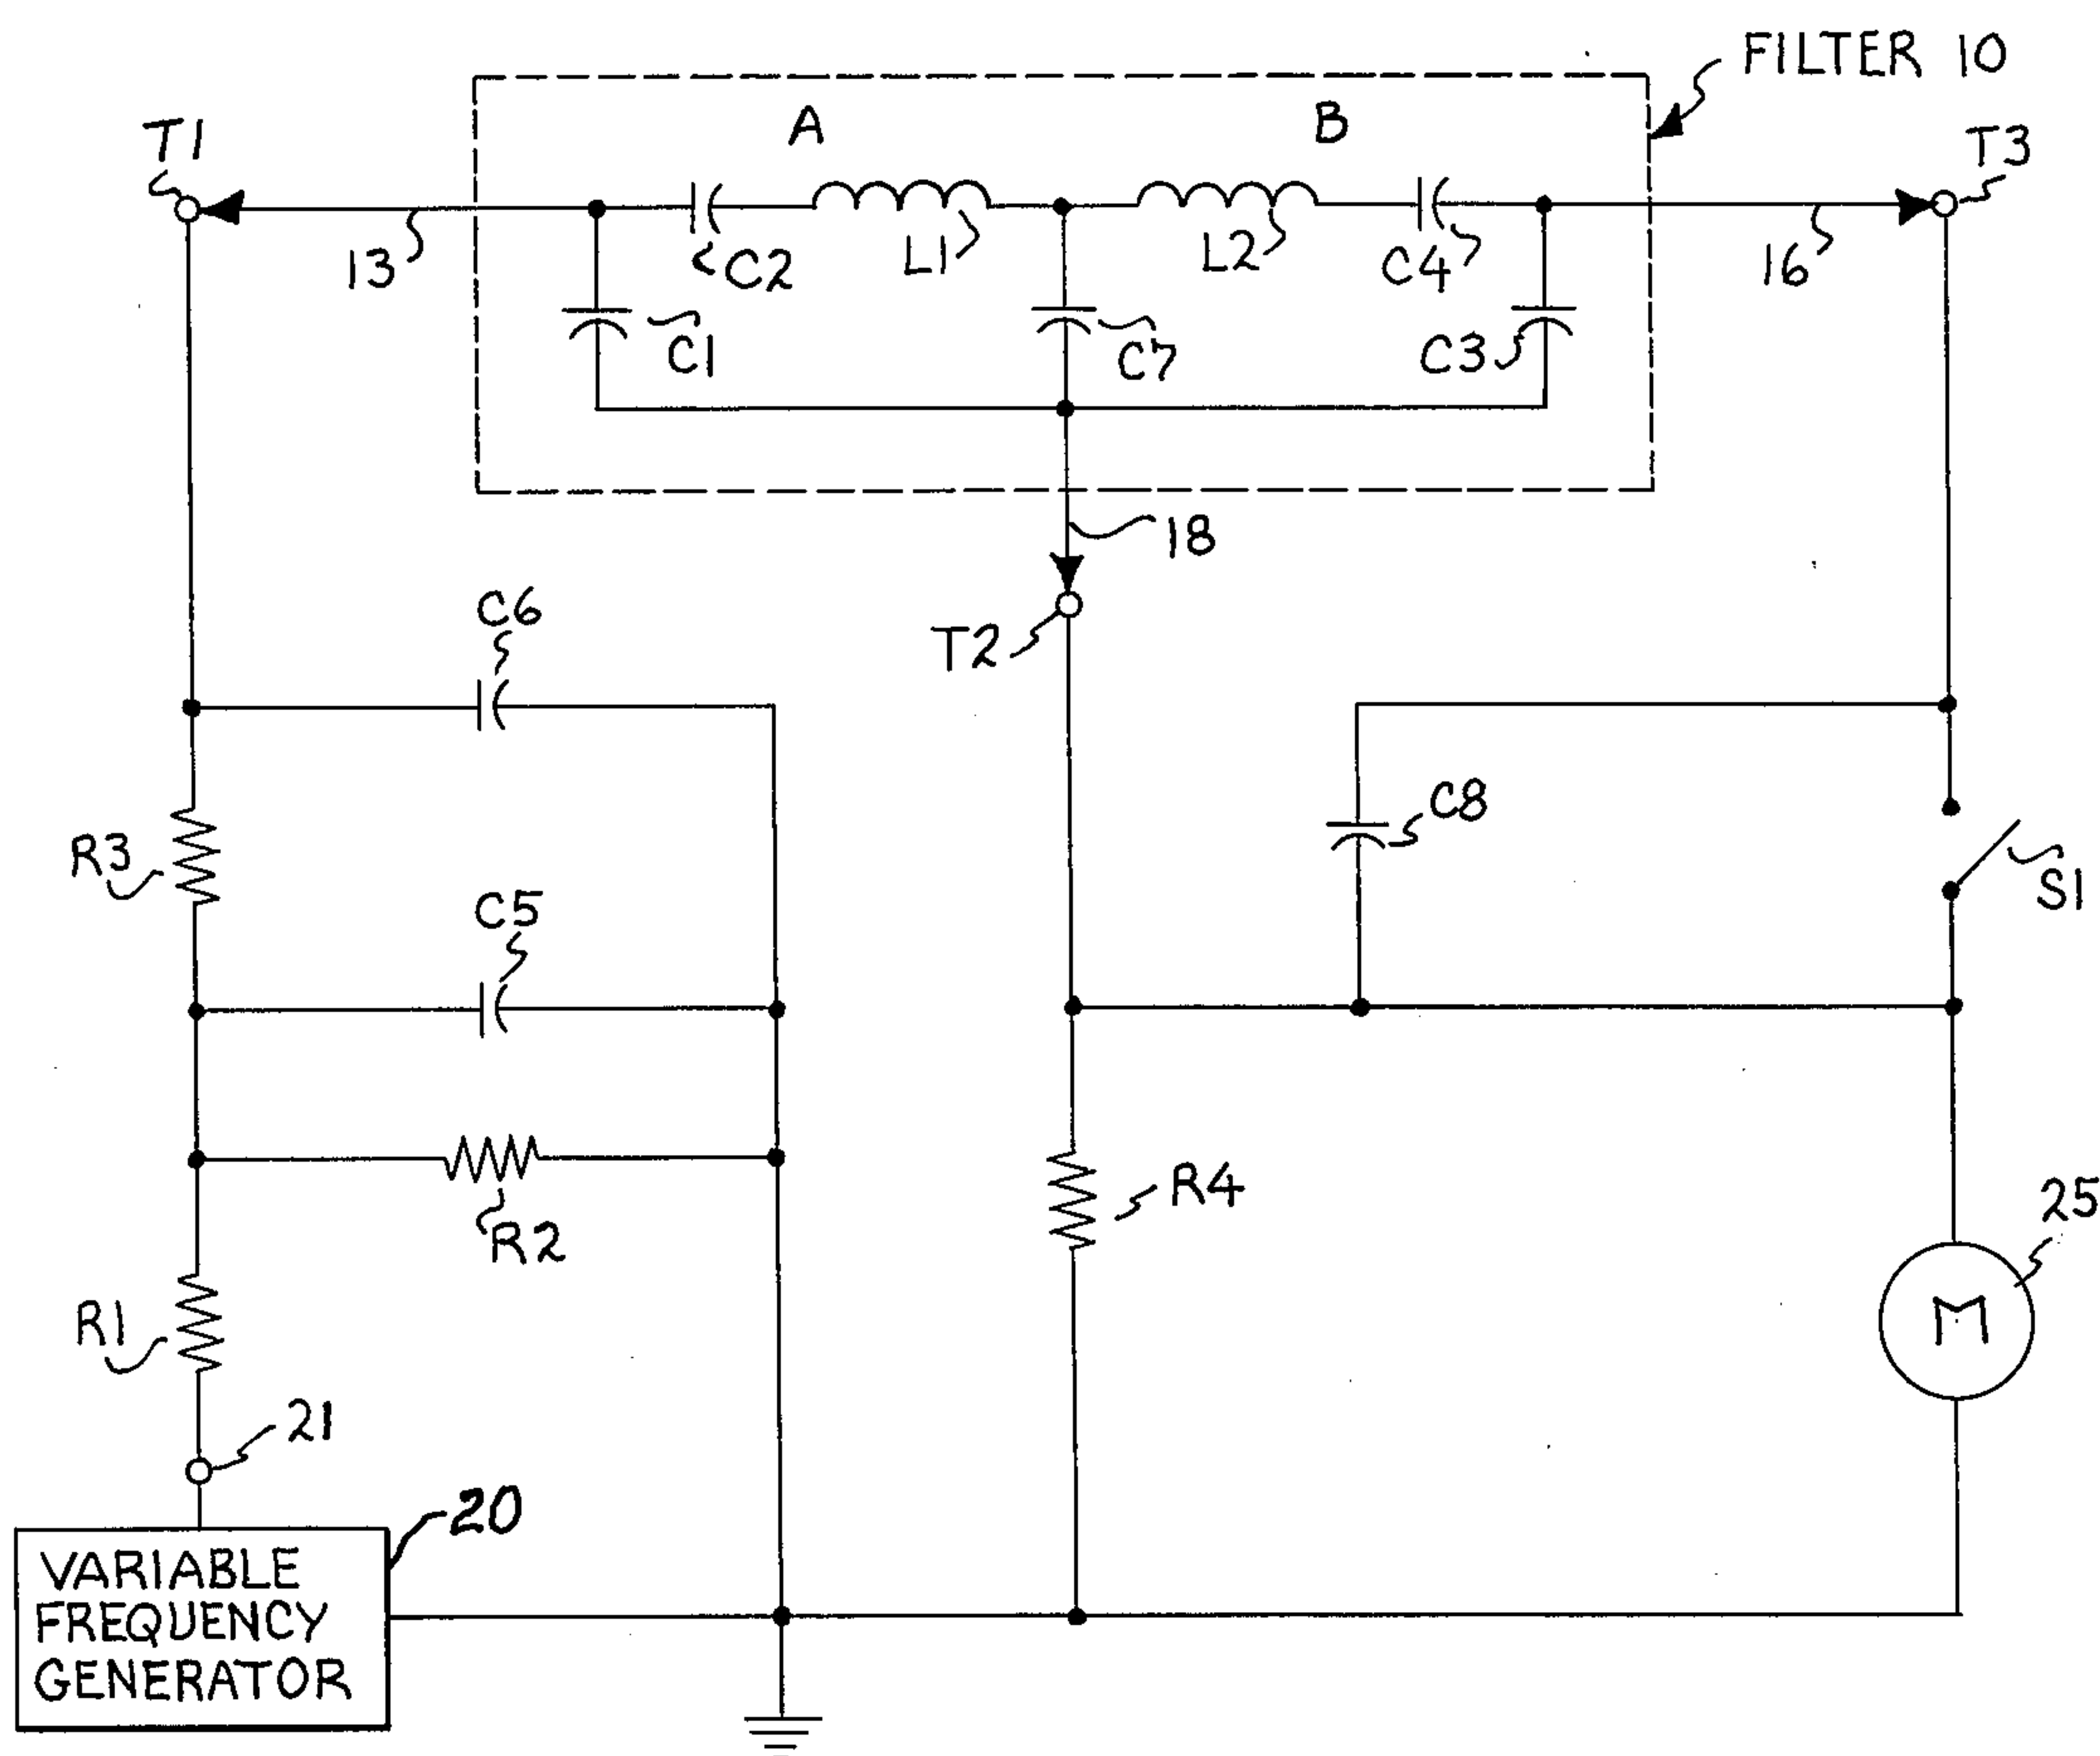 FILTER 10
A
B
T1
T3
13
C2
L1
L2
C4
16
C1
C7
C3
18
T2
C6
C8
R3
S1
C5
R4
25
R2
R1
M
21
20
VARIABLE
FREQUENCY
GENERATOR